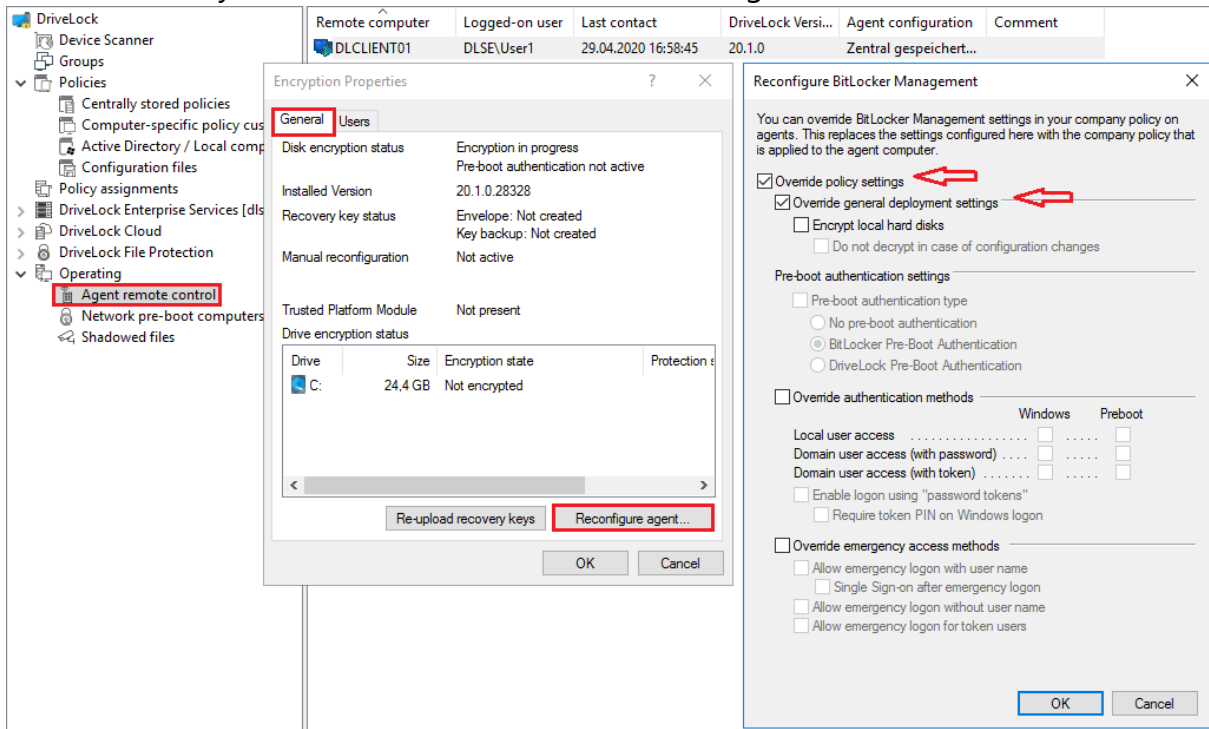 DriveLock
Device Scanner
Groups
Policies
Centrally stored policies
Computer-specific policy cus
Active Directory / Local comp
Configuration files
Policy assignments
DriveLock Enterprise Services [dls
DriveLock Cloud
DriveLock File Protection
Operating
Agent remote control
Network pre-boot computers
Shadowed files
Remote computer Logged-on user Last contact DriveLock Versi... Agent configuration Comment
DLCLIENT01 DLSE\User1 29.04.2020 16:58:45 20.1.0 Zentral gespeichert...
Encryption Properties ?
General Users
Disk encryption status Encryption in progress
Pre-boot authentication not active
Installed Version 20.1.0.28328
Recovery key status Envelope: Not created
Key backup: Not created
Manual reconfiguration Not active
Trusted Platform Module Not present
Drive encryption status
Drive Size Encryption state Protection s
C: 24,4 GB Not encrypted
Re-upload recovery keys Reconfigure agent...
OK Cancel
Reconfigure BitLocker Management
You can override BitLocker Management settings in your company policy on
agents. This replaces the settings configured here with the company policy that
is applied to the agent computer.
Override policy settings
Override general deployment settings
Encrypt local hard disks
Do not decrypt in case of configuration changes
Pre-boot authentication settings
Pre-boot authentication type
No pre-boot authentication
BitLocker Pre-Boot Authentication
DriveLock Pre-Boot Authentication
Override authentication methods
Windows Preboot
Local user access . . . . . . . . . . . . . . . . . . . .
Domain user access (with password) . . . . . . . . .
Domain user access (with token) . . . . . . . . . . . .
Enable logon using "password tokens"
Require token PIN on Windows logon
Override emergency access methods
Allow emergency logon with user name
Single Sign-on after emergency logon
Allow emergency logon without user name
Allow emergency logon for token users
OK Cancel